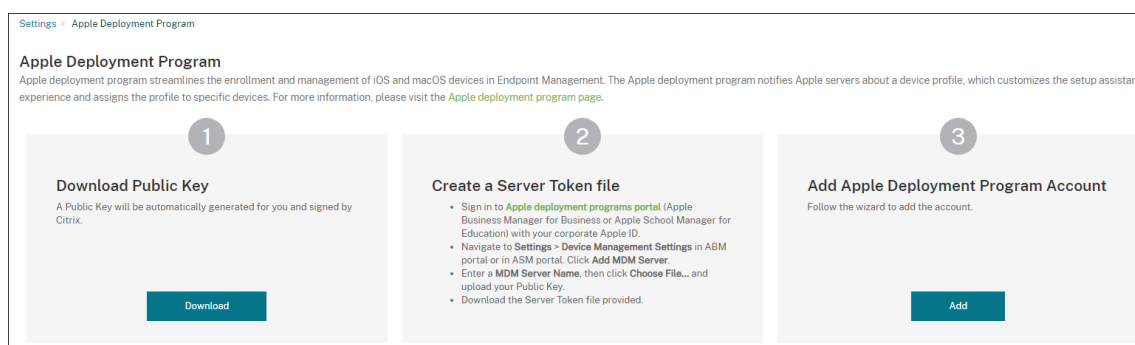 Settings > Apple Deployment Program
Apple Deployment Program
Apple deployment program streamlines the enrollment and management of iOS and macOS devices in Endpoint Management. The Apple deployment program notifies Apple servers about a device profile, which customizes the setup
experience and assigns the profile to specific devices. For more information, please visit the Apple deployment program page.
1
Download Public Key
A Public Key will be automatically generated for you and signed by
Citrix.
Download
2
Create a Server Token file
• Sign in to Apple deployment programs portal (Apple
Business Manager for Business or Apple School Manager for
Education) with your corporate Apple ID.
• Navigate to Settings > Device Management Settings in ABM
portal or in ASM portal. Click Add MDM Server.
• Enter a MDM Server Name, then click Choose File... and
upload your Public Key.
• Download the Server Token file provided.
3
Add Apple Deployment Program Account
Follow the wizard to add the account.
Add